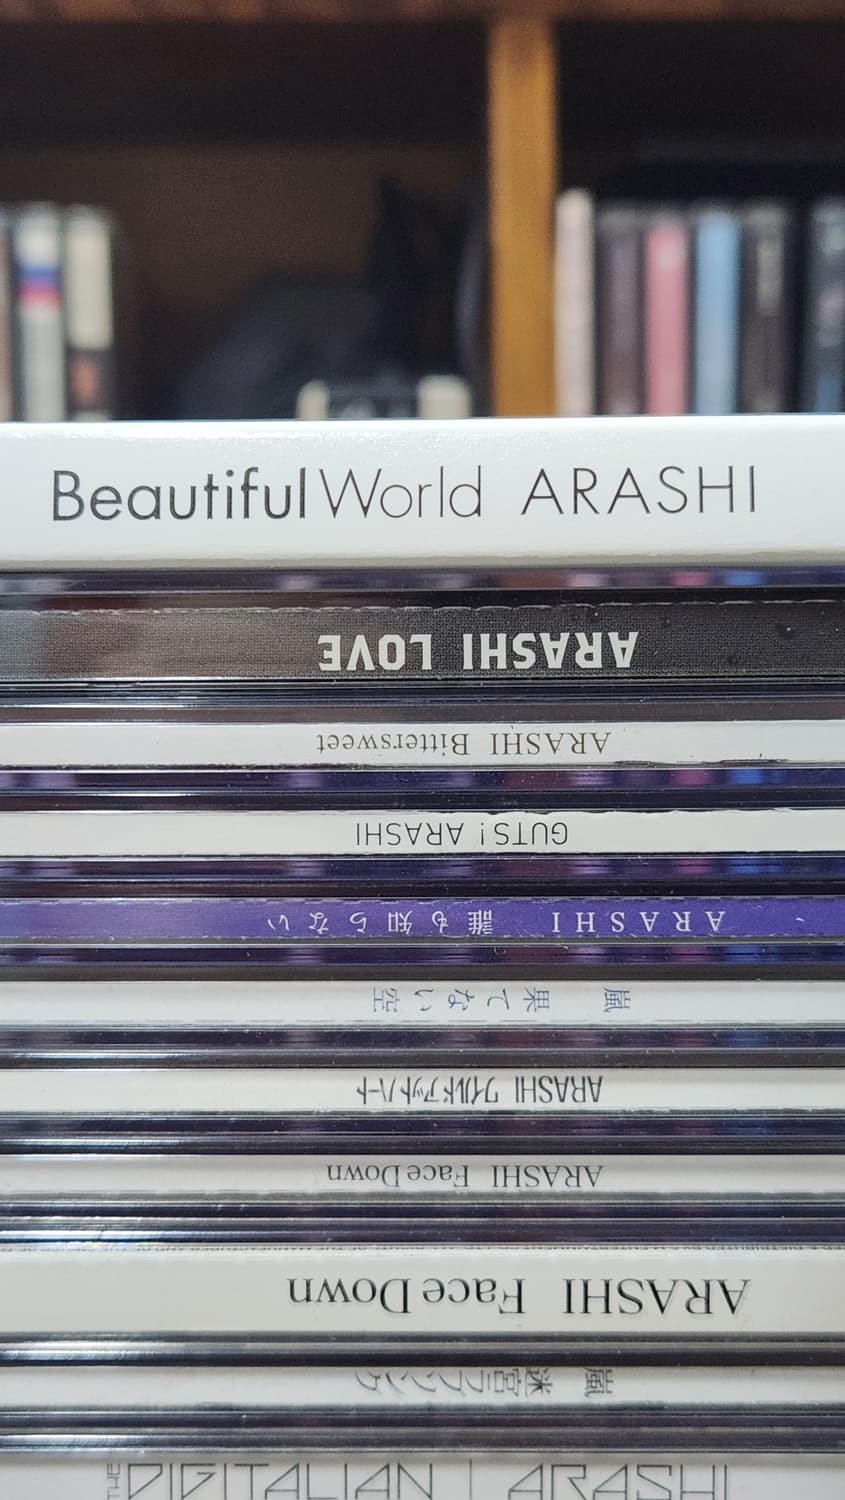 Beautiful World ARASHI
ARASHI LOVE
ARASHI Bittersweet
GUTS! ARASHI
ARASHI 誰も知らない
嵐 果てない空
ARASHI ワイルドアットハート
ARASHI Face Down
ARASHI Face Down
嵐 迷宮ラブソング
THE DIGITALIAN | ARASHI